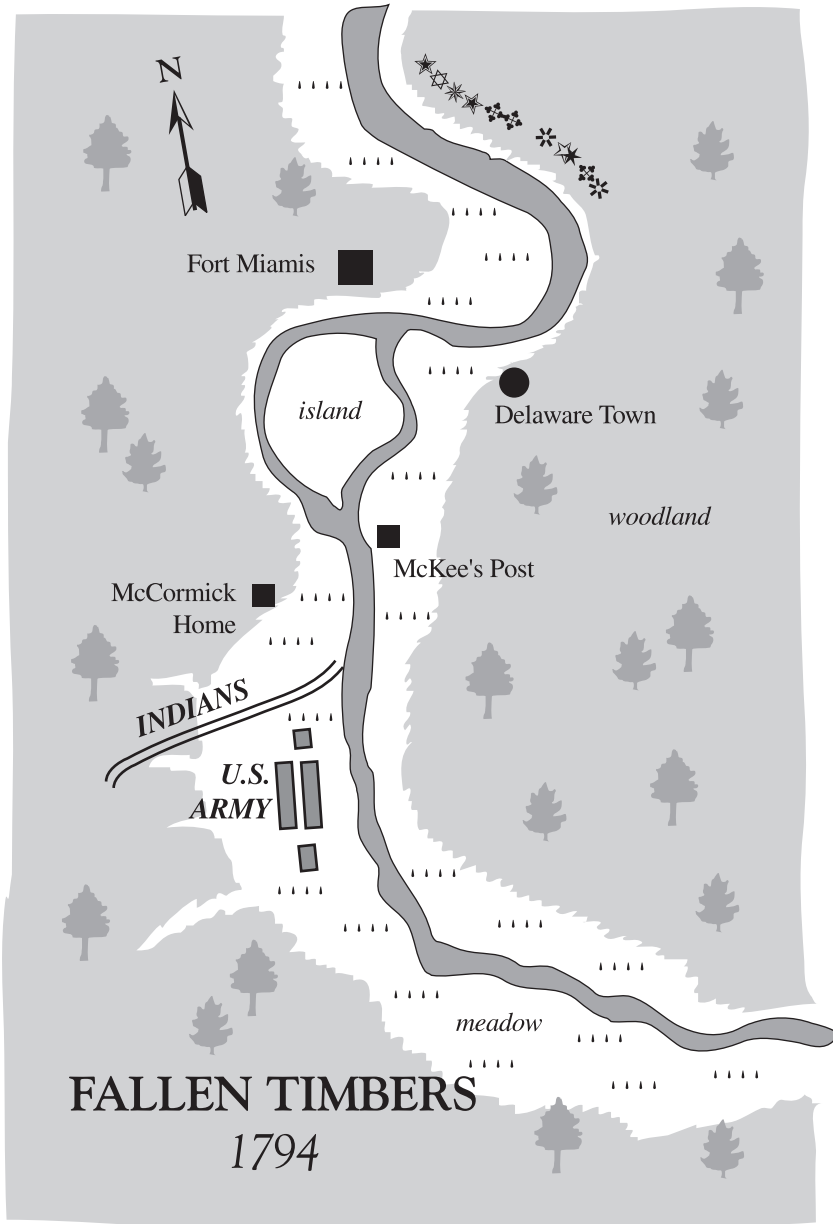 N
Fort Miamis
island
Delaware Town
woodland
McKee's Post
McCormick
Home
INDIANS
U.S.
ARMY
meadow
FALLEN TIMBERS
1794